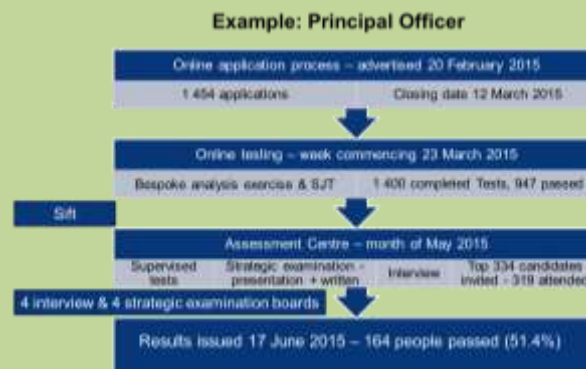 Example: Principal Officer
Online application process – advertised 20 February 2015
1 454 applications
Closing date 12 March 2015
Online testing – week commencing 23 March 2015
Bespoke analysis exercise & SJT
1 400 completed Tests, 947 passed
Sift
Assessment Centre – month of May 2015
Supervised
tests
Strategic examination -
presentation + written
Interview
Top 334 candidates
invited - 319 attended
4 interview & 4 strategic examination boards
Results issued 17 June 2015 – 164 people passed (51.4%)